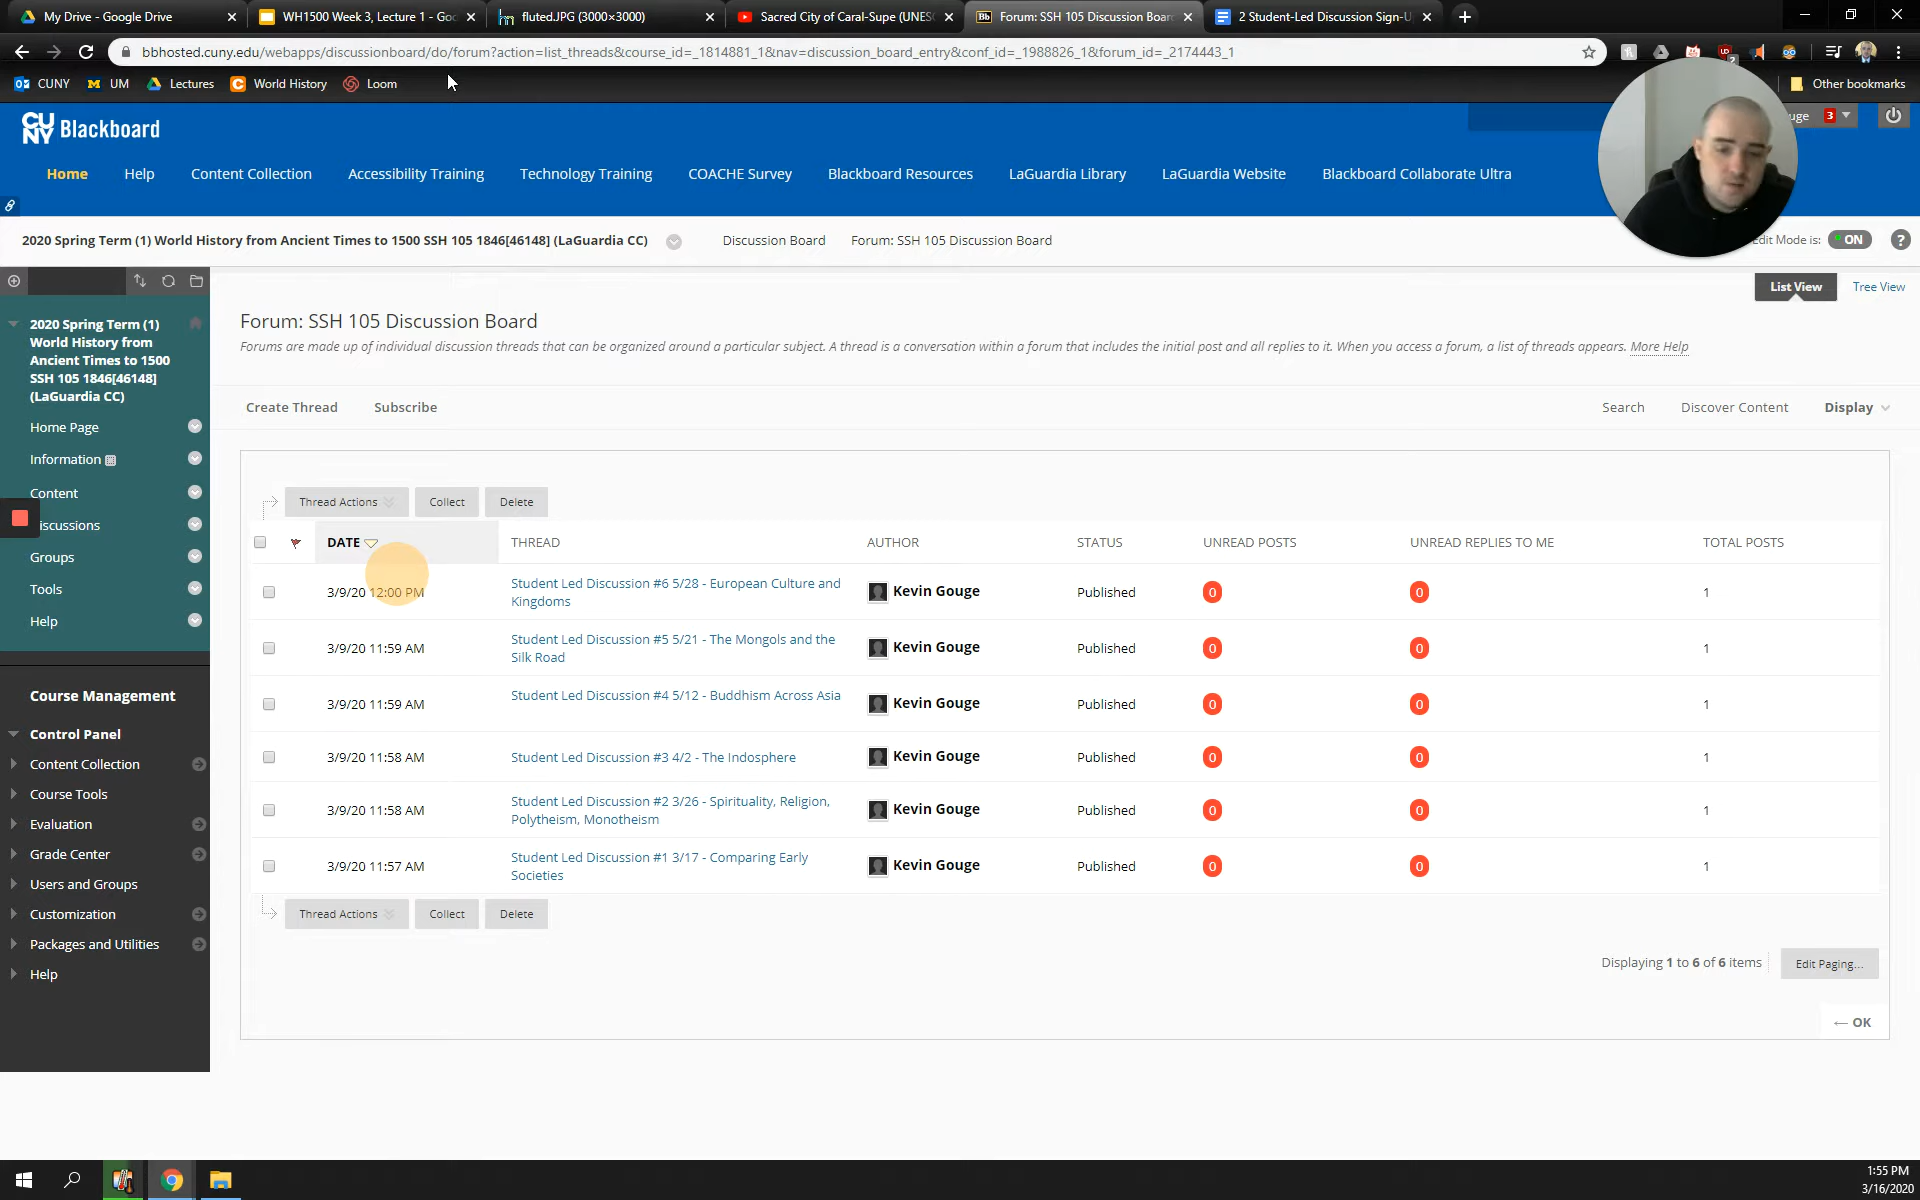 My Drive - Google Drive
WH1500 Week 3, Lecture 1 - Goo
fluted.JPG (3000×3000)
Sacred City of Caral-Supe (UNESC
Bb Forum: SSH 105 Discussion Board
2 Student-Led Discussion Sign-U
bbhosted.cuny.edu/webapps/discussionboard/do/forum?action=list_threads&course_id=_1814881_1&nav=discussion_board_entry&conf_id=_1988826_1&forum_id=_2174443_1
CUNY
UM
Lectures
World History
Loom
Other bookmarks
CUNY Blackboard
uge 3
Home
Help
Content Collection
Accessibility Training
Technology Training
COACHE Survey
Blackboard Resources
LaGuardia Library
LaGuardia Website
Blackboard Collaborate Ultra
2020 Spring Term (1) World History from Ancient Times to 1500 SSH 105 1846[46148] (LaGuardia CC)
Discussion Board
Forum: SSH 105 Discussion Board
Edit Mode is: ON ?
List View
Tree View
2020 Spring Term (1)
World History from
Ancient Times to 1500
SSH 105 1846[46148]
(LaGuardia CC)
Home Page
Information
Content
iscussions
Groups
Tools
Help
Course Management
Control Panel
Content Collection
Course Tools
Evaluation
Grade Center
Users and Groups
Customization
Packages and Utilities
Help
Forum: SSH 105 Discussion Board
Forums are made up of individual discussion threads that can be organized around a particular subject. A thread is a conversation within a forum that includes the initial post and all replies to it. When you access a forum, a list of threads appears. More Help
Create Thread
Subscribe
Search
Discover Content
Display
Thread Actions
Collect
Delete
DATE THREAD AUTHOR STATUS UNREAD POSTS UNREAD REPLIES TO ME TOTAL POSTS
3/9/20 12:00 PM Student Led Discussion #6 5/28 - European Culture and
Kingdoms
Kevin Gouge Published 0 0 1
3/9/20 11:59 AM Student Led Discussion #5 5/21 - The Mongols and the
Silk Road
Kevin Gouge Published 0 0 1
3/9/20 11:59 AM Student Led Discussion #4 5/12 - Buddhism Across Asia
Kevin Gouge Published 0 0 1
3/9/20 11:58 AM Student Led Discussion #3 4/2 - The Indosphere
Kevin Gouge Published 0 0 1
3/9/20 11:58 AM Student Led Discussion #2 3/26 - Spirituality, Religion,
Polytheism, Monotheism
Kevin Gouge Published 0 0 1
3/9/20 11:57 AM Student Led Discussion #1 3/17 - Comparing Early
Societies
Kevin Gouge Published 0 0 1
Thread Actions
Collect
Delete
Displaying 1 to 6 of 6 items
Edit Paging...
← OK
1:55 PM
3/16/2020